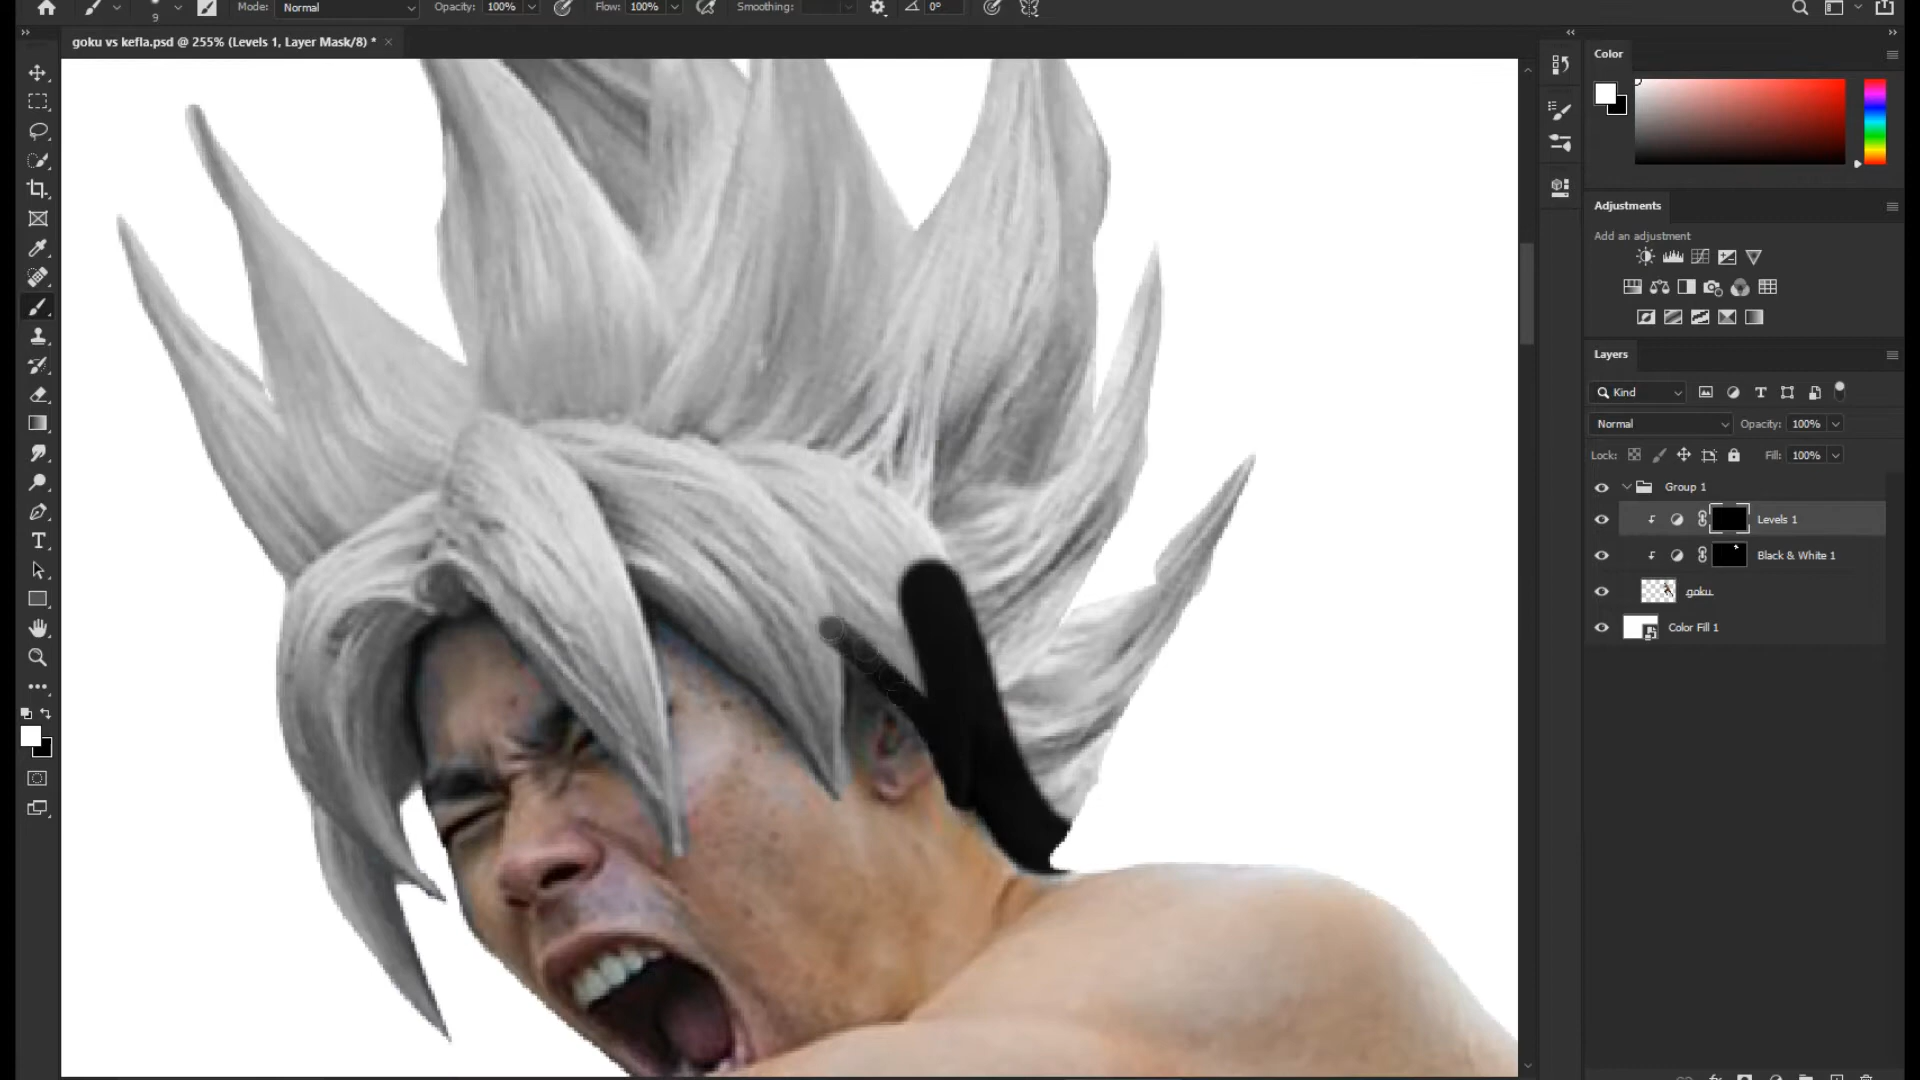 9
Mode: Normal
Opacity: 100%
Flow: 100%
Smoothing:
0°
goku vs kefla.psd @ 255% (Levels 1, Layer Mask/8) *
Color
Adjustments
Add an adjustment
Layers
Kind
Normal
Opacity: 100%
Lock:
Fill: 100%
Group 1
Levels 1
Black & White 1
goku
Color Fill 1